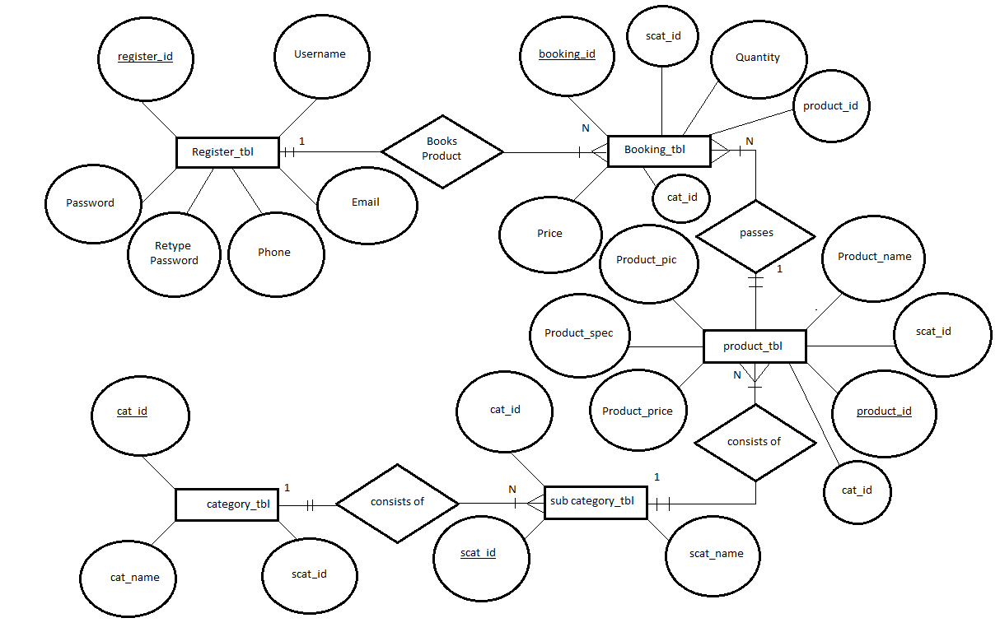 register_id
Username
booking_id
scat_id
Quantity
product_id
Register_tbl
1
Books
Product
N
Booking_tbl
N
Password
Retype
Password
Phone
Email
Price
cat_id
passes
1
Product_pic
Product_name
Product_spec
product_tbl
scat_id
N
Product_price
product_id
consists of
cat_id
cat_id
cat_id
category_tbl
1
consists of
N
sub category_tbl
1
cat_name
scat_id
scat_id
scat_name